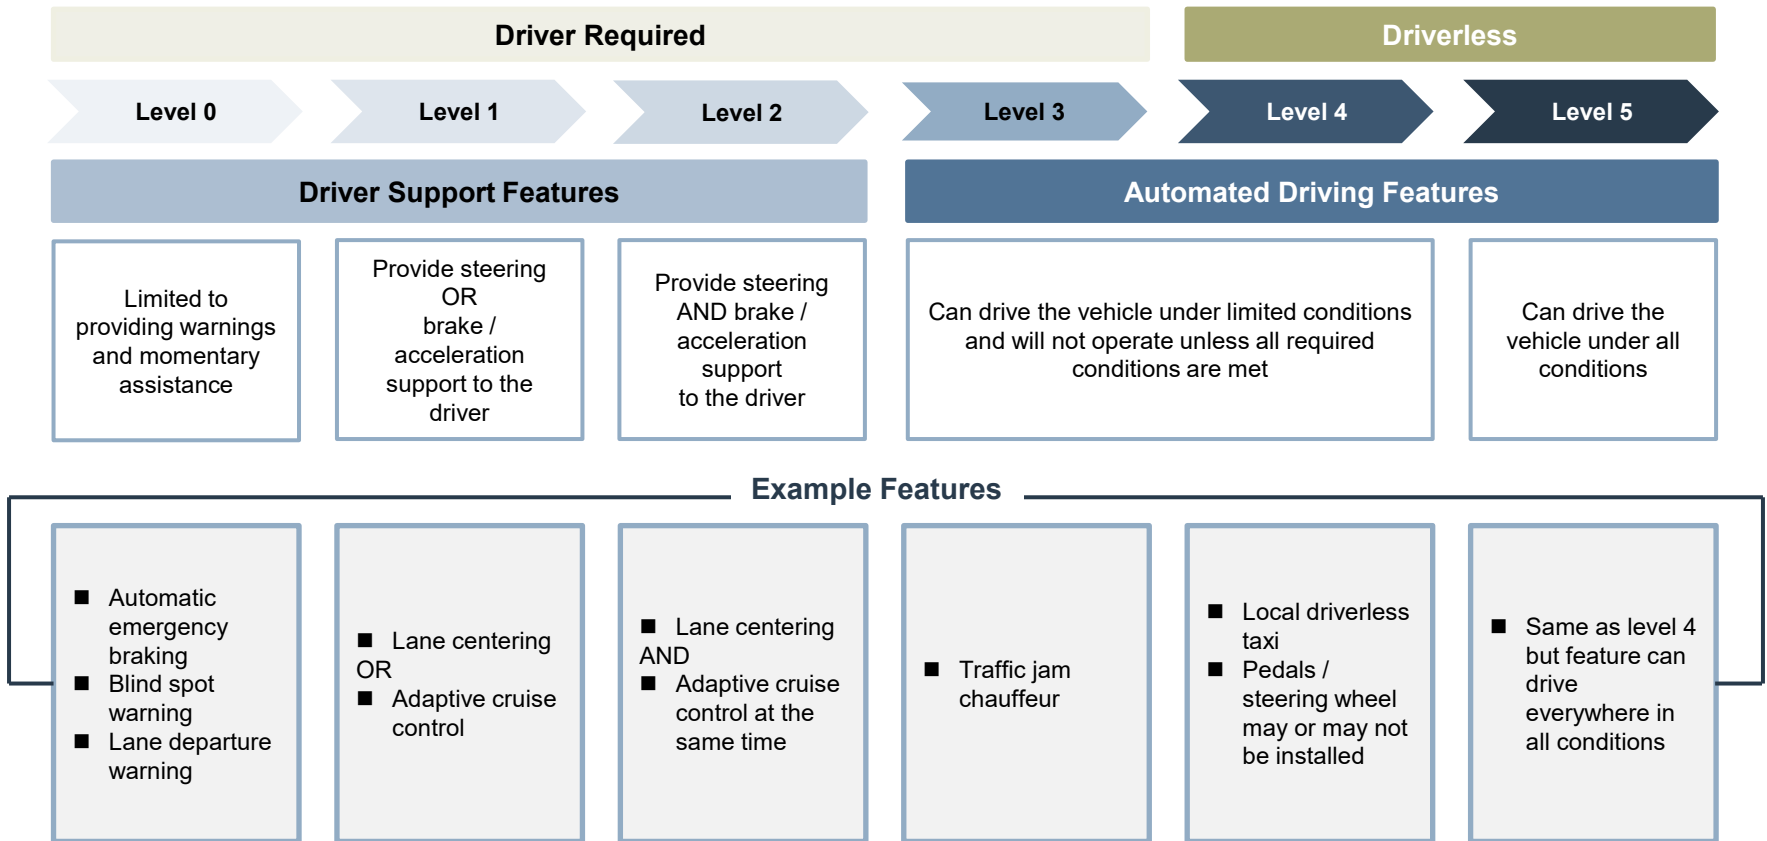 Driver Required
Driverless
Level 0
Level 1
Level 2
Level 3
Level 4
Level 5
Driver Support Features
Automated Driving Features
Limited to
providing warnings
and momentary
assistance
Provide steering
OR
brake /
acceleration
support to the
driver
Provide steering
AND brake /
acceleration
support
to the driver
Can drive the vehicle under limited conditions
and will not operate unless all required
conditions are met
Can drive the
vehicle under all
conditions
Example Features
■ Automatic
emergency
braking
■ Blind spot
warning
■ Lane departure
warning
■ Lane centering
OR
■ Adaptive cruise
control
■ Lane centering
AND
■ Adaptive cruise
control at the
same time
■ Traffic jam
chauffeur
■ Local driverless
taxi
■ Pedals /
steering wheel
may or may not
be installed
■ Same as level 4
but feature can
drive
everywhere in
all conditions